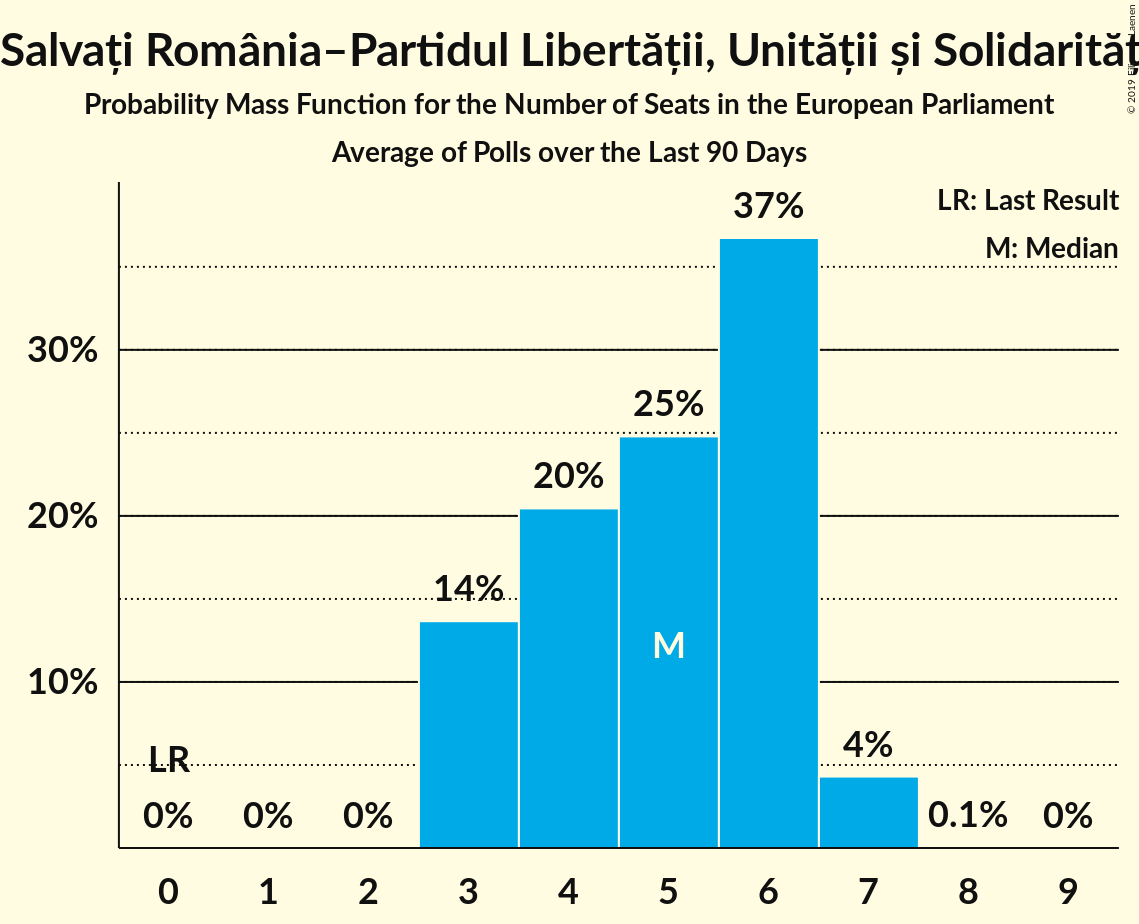 Salvați România–Partidul Libertății, Unității și Solidarităț
Probability Mass Function for the Number of Seats in the European Parliament
Average of Polls over the Last 90 Days
© 2019
LR: Last Result
M: Median
37%
30%
25%
20%
20%
14%
M
10%
4%
LR
0% 0% 0% 0.1% 0%
0 1 2 3 4 5 6 7 8 9